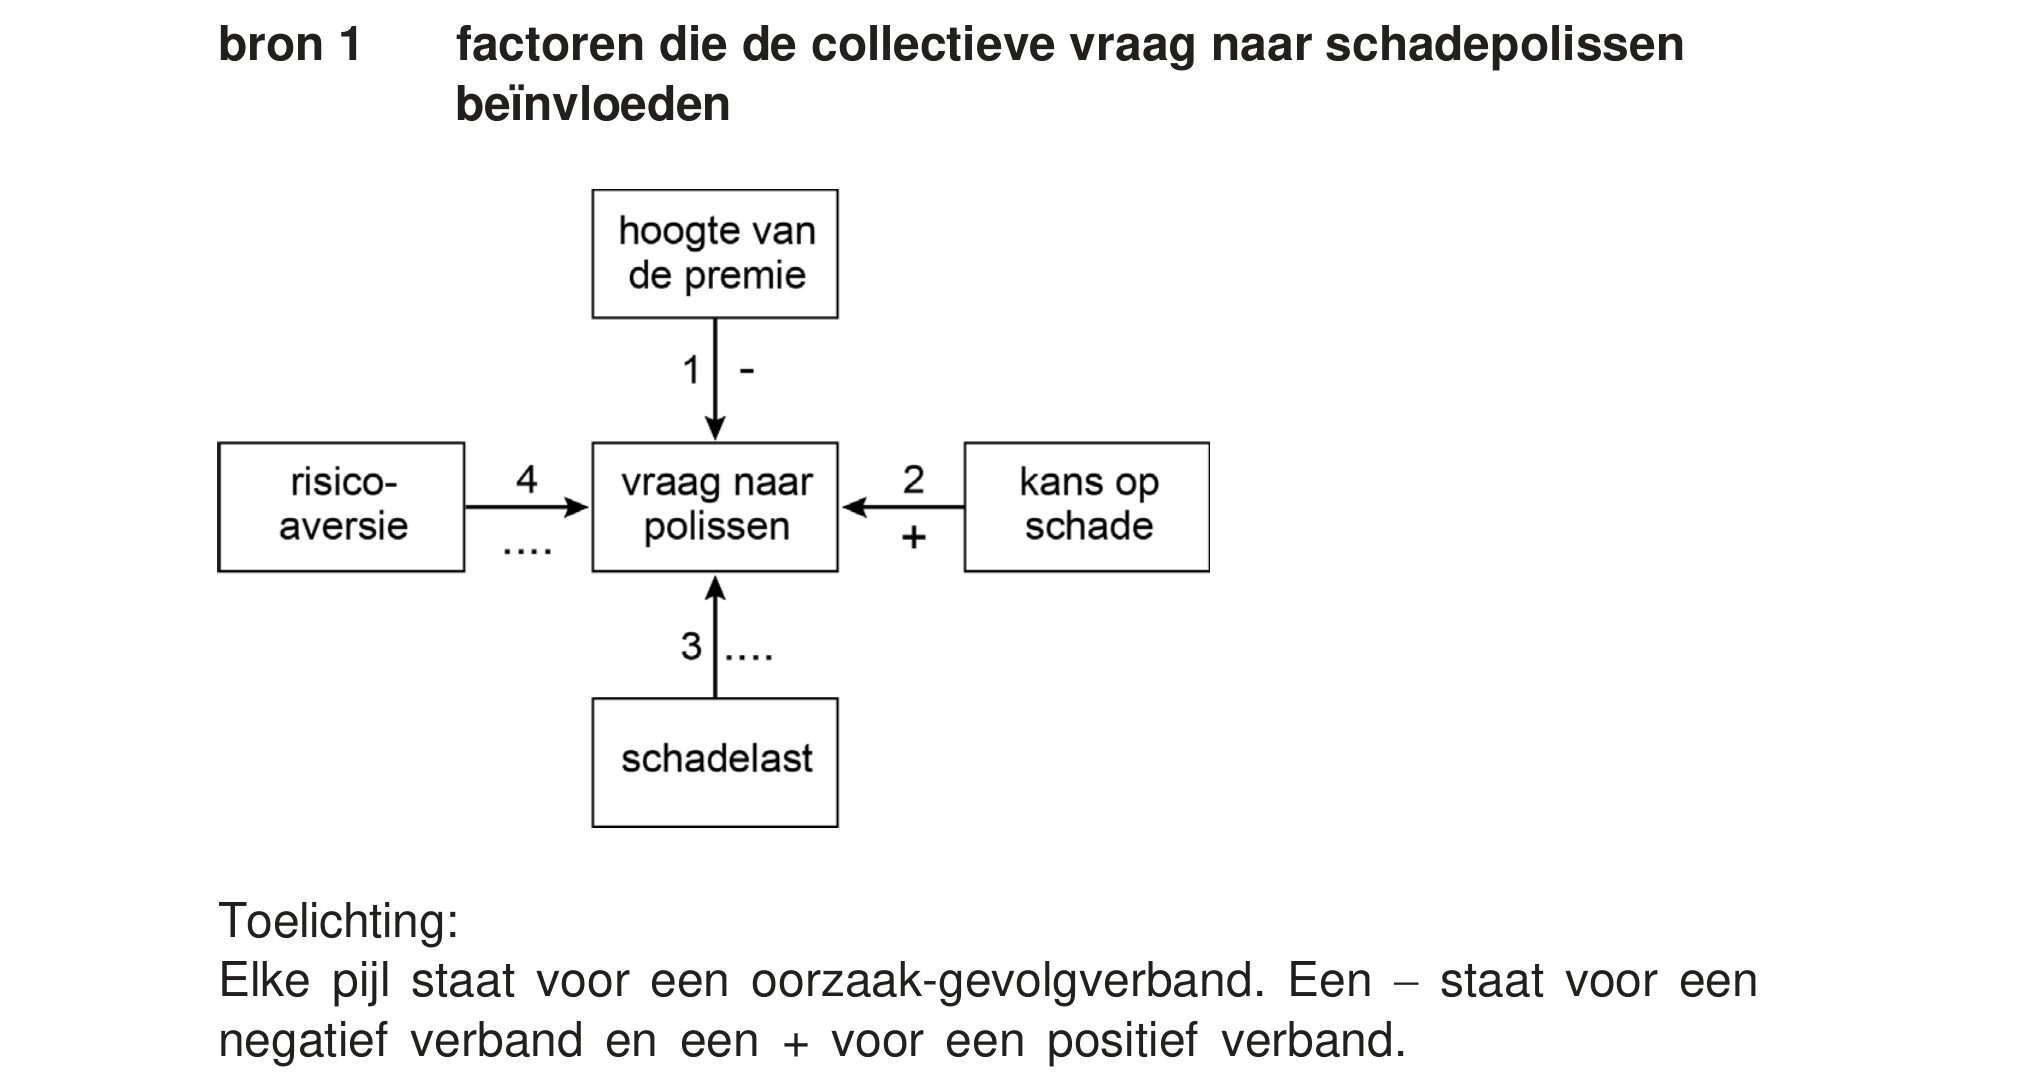 bron 1 factoren die de collectieve vraag naar schadepolissen
beïnvloeden
hoogte van
de premie
1 -
risico-
aversie
4
....
vraag naar
polissen
2
+
kans op
schade
3 ....
schadelast
Toelichting:
Elke pijl staat voor een oorzaak-gevolgverband. Een – staat voor een
negatief verband en een + voor een positief verband.